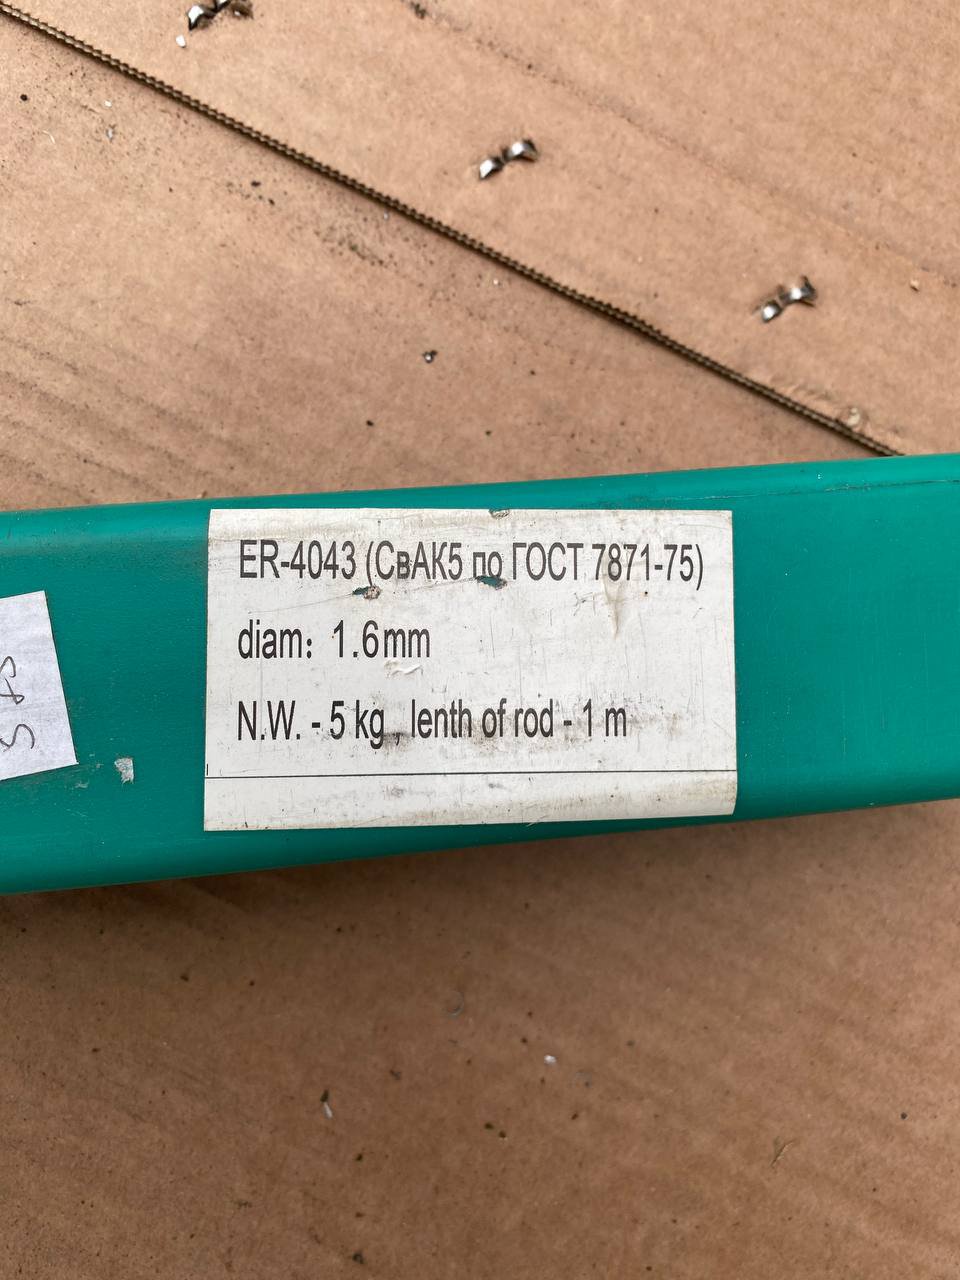 ER-4043 (СвАК5 по ГОСТ 7871-75)
diam: 1.6mm
N.W. - 5 kg , lenth of rod - 1 m